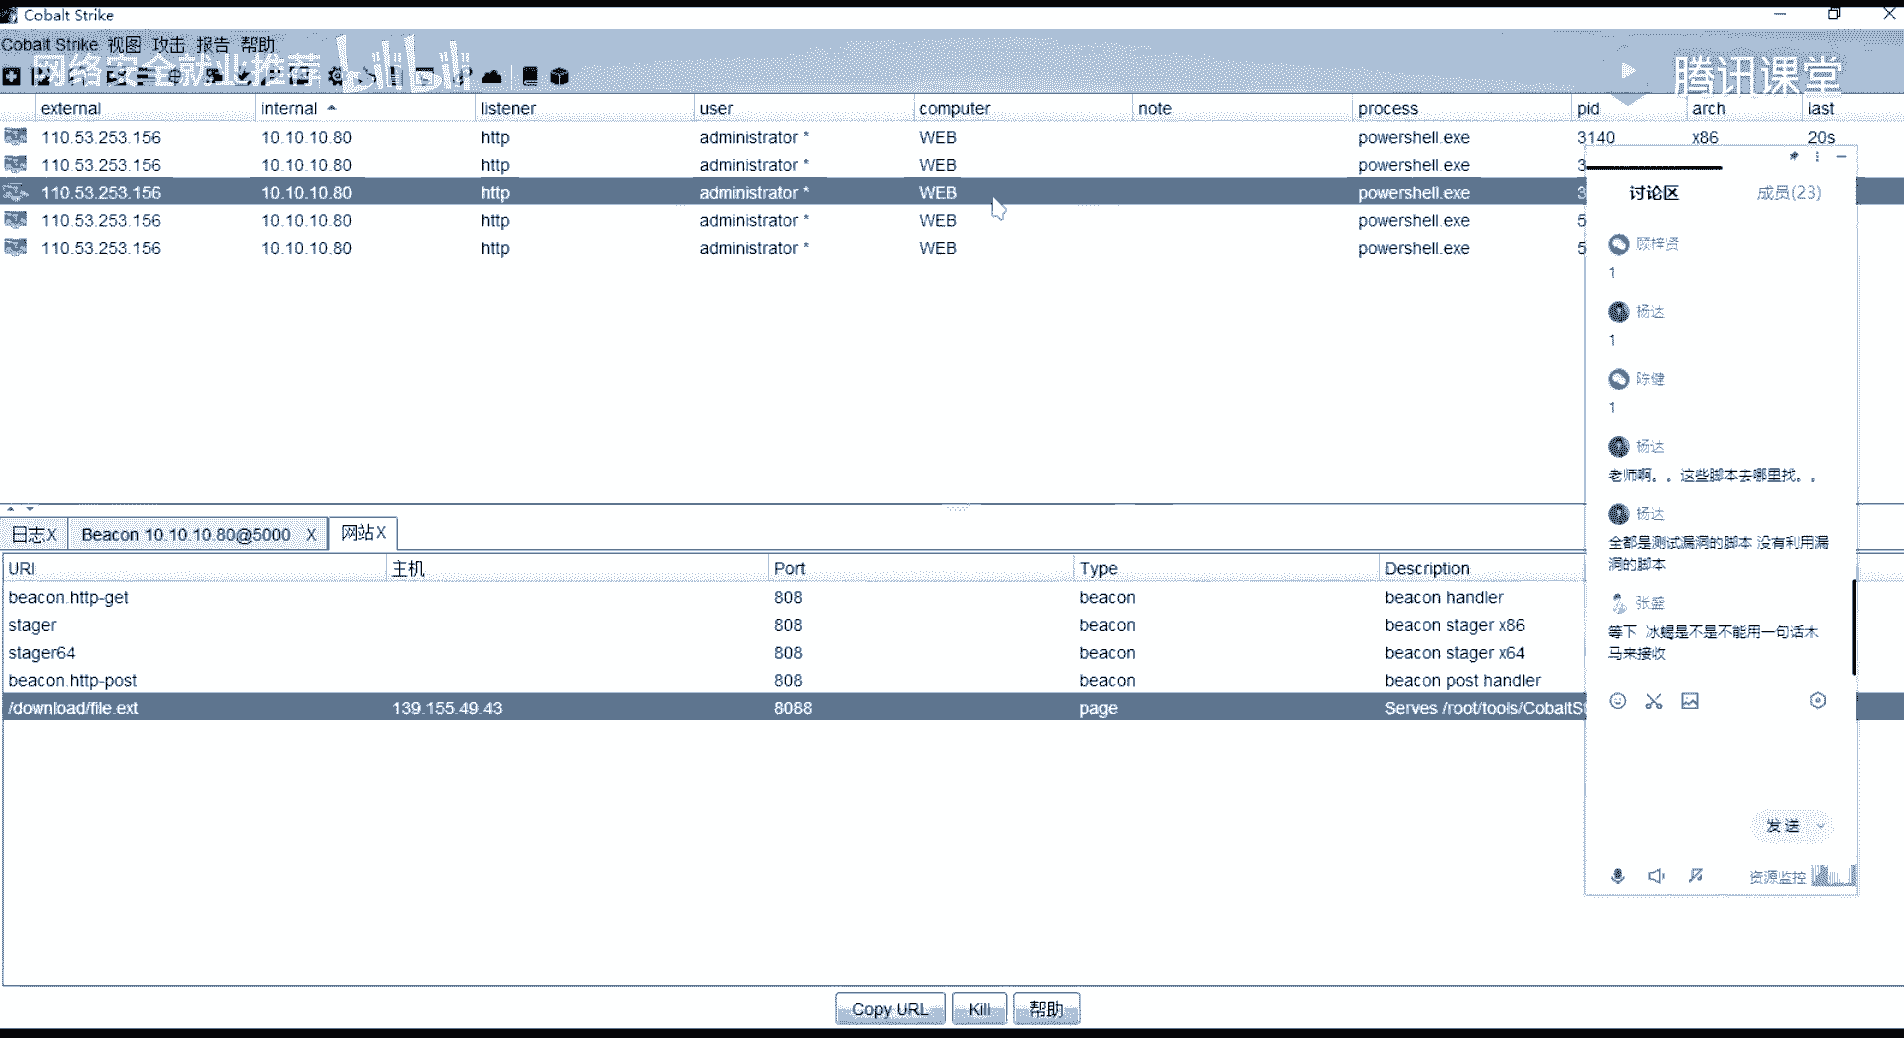 Cobalt Strike
Cobalt Strike 视图 攻击 报告 帮助
网络安全就业推荐 bilibili
腾讯课堂
external internal listener user computer note process pid arch last
110.53.253.156 10.10.10.80 http administrator * WEB powershell.exe 3140 x86 20s
110.53.253.156 10.10.10.80 http administrator * WEB powershell.exe 3
110.53.253.156 10.10.10.80 http administrator * WEB powershell.exe 3
110.53.253.156 10.10.10.80 http administrator * WEB powershell.exe 5
110.53.253.156 10.10.10.80 http administrator * WEB powershell.exe 5
讨论区 成员(23)
顾梓贤
1
杨达
1
陈健
1
杨达
老师啊。。这些脚本去哪里找。。
杨达
全都是测试漏洞的脚本 没有利用漏
洞的脚本
张盛
等下 冰蝎是不是不能用一句话木
马来接收
发送
资源监控
日志X Beacon 10.10.10.80@5000 X 网站X
URI 主机 Port Type Description
beacon.http-get 808 beacon beacon handler
stager 808 beacon beacon stager x86
stager64 808 beacon beacon stager x64
beacon.http-post 808 beacon beacon post handler
/download/file.ext 139.155.49.43 8088 page Serves /root/tools/CobaltSt
Copy URL Kill 帮助